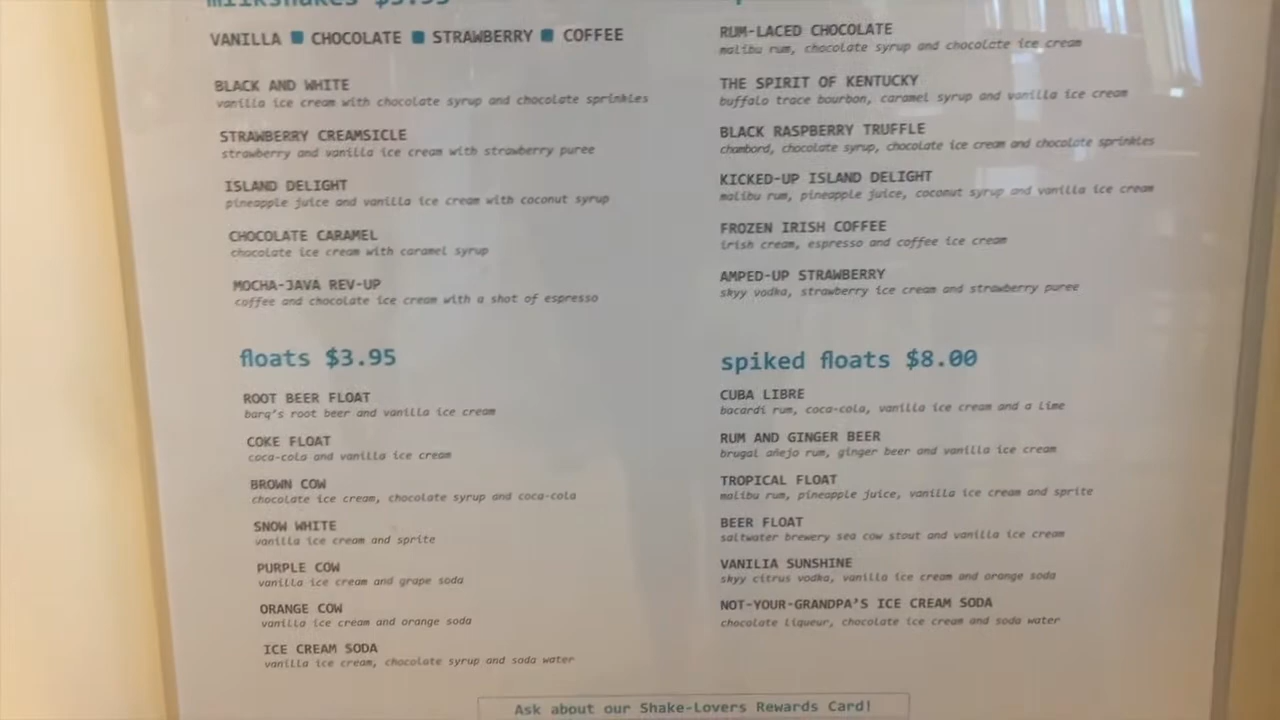 milkshakes $5.95
VANILLA ■ CHOCOLATE ■ STRAWBERRY ■ COFFEE
BLACK AND WHITE
vanilla ice cream with chocolate syrup and chocolate sprinkles
STRAWBERRY CREAMSICLE
strawberry and vanilla ice cream with strawberry puree
ISLAND DELIGHT
pineapple juice and vanilla ice cream with coconut syrup
CHOCOLATE CARAMEL
chocolate ice cream with caramel syrup
MOCHA-JAVA REV-UP
coffee and chocolate ice cream with a shot of espresso
floats $3.95
ROOT BEER FLOAT
barq's root beer and vanilla ice cream
COKE FLOAT
coca-cola and vanilla ice cream
BROWN COW
chocolate ice cream, chocolate syrup and coca-cola
SNOW WHITE
vanilla ice cream and sprite
PURPLE COW
vanilla ice cream and grape soda
ORANGE COW
vanilla ice cream and orange soda
ICE CREAM SODA
vanilla ice cream, chocolate syrup and soda water
RUM-LACED CHOCOLATE
malibu rum, chocolate syrup and chocolate ice cream
THE SPIRIT OF KENTUCKY
buffalo trace bourbon, caramel syrup and vanilla ice cream
BLACK RASPBERRY TRUFFLE
chambord, chocolate syrup, chocolate ice cream and chocolate sprinkles
KICKED-UP ISLAND DELIGHT
malibu rum, pineapple juice, coconut syrup and vanilla ice cream
FROZEN IRISH COFFEE
irish cream, espresso and coffee ice cream
AMPED-UP STRAWBERRY
skyy vodka, strawberry ice cream and strawberry puree
spiked floats $8.00
CUBA LIBRE
bacardi rum, coca-cola, vanilla ice cream and a lime
RUM AND GINGER BEER
brugal añejo rum, ginger beer and vanilla ice cream
TROPICAL FLOAT
malibu rum, pineapple juice, vanilla ice cream and sprite
BEER FLOAT
saltwater brewery sea cow stout and vanilla ice cream
VANILIA SUNSHINE
skyy citrus vodka, vanilla ice cream and orange soda
NOT-YOUR-GRANDPA'S ICE CREAM SODA
chocolate liqueur, chocolate ice cream and soda water
Ask about our Shake-Lovers Rewards Card!